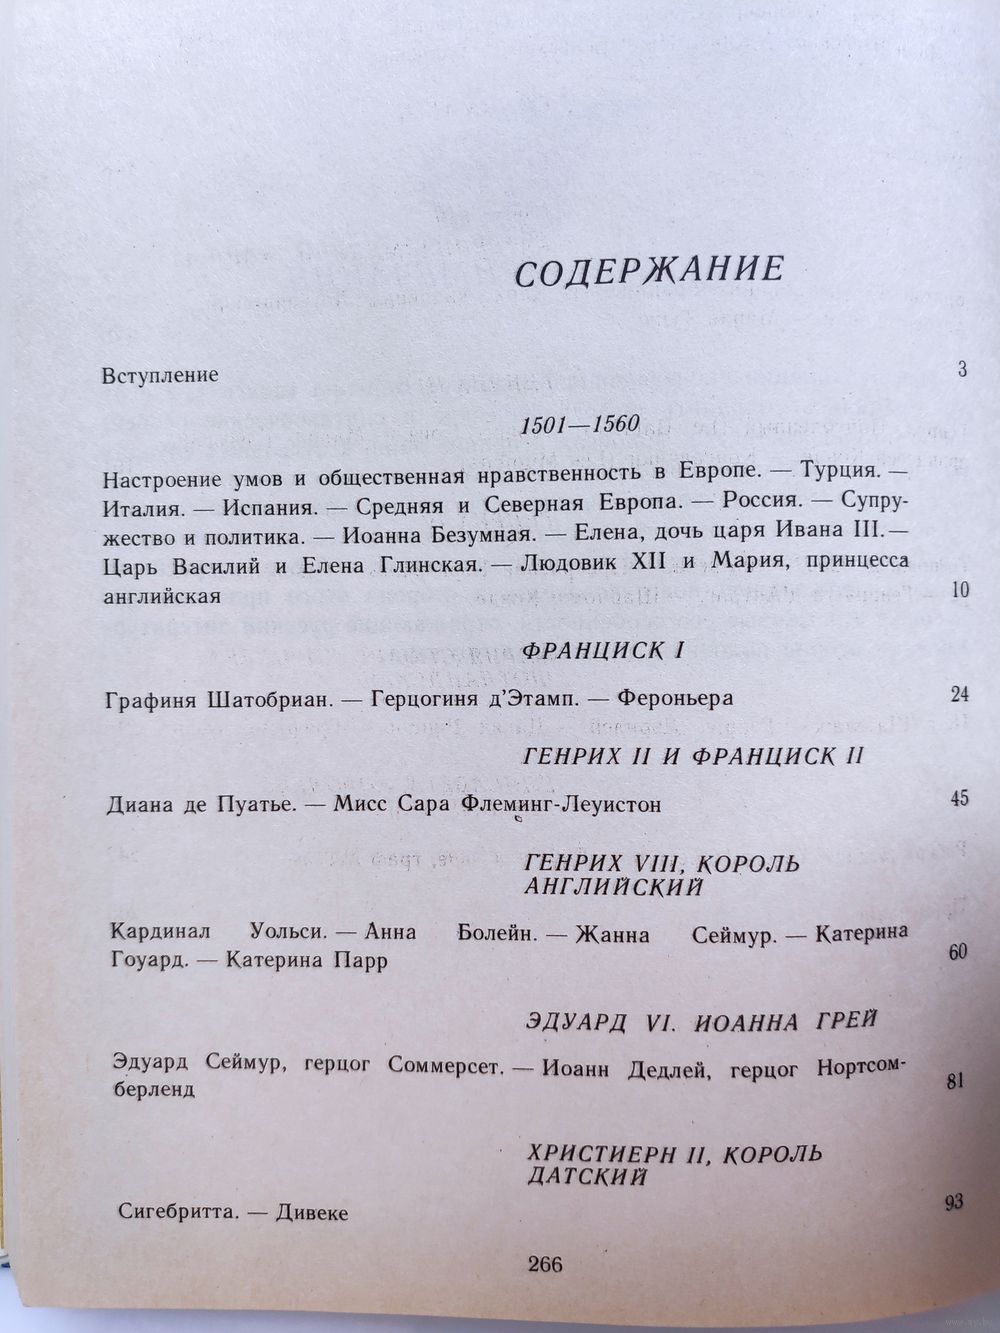 СОДЕРЖАНИЕ
Вступление 3
1501—1560
Настроение умов и общественная нравственность в Европе. — Турция. —
Италия. — Испания. — Средняя и Северная Европа. — Россия. — Супру-
жество и политика. — Иоанна Безумная. — Елена, дочь царя Ивана III. —
Царь Василий и Елена Глинская. — Людовик XII и Мария, принцесса
английская 10
ФРАНЦИСК I
Графиня Шатобриан. — Герцогиня д'Этамп. — Фероньера 24
ГЕНРИХ II И ФРАНЦИСК II
Диана де Пуатье. — Мисс Сара Флеминг-Леуистон 45
ГЕНРИХ VIII, КОРОЛЬ
АНГЛИЙСКИЙ
Кардинал Уольси. — Анна Болейн. — Жанна Сеймур. — Катерина
Гоуард. — Катерина Парр 60
ЭДУАРД VI. ИОАННА ГРЕЙ
Эдуард Сеймур, герцог Соммерсет. — Иоанн Дедлей, герцог Нортсом-
берленд 81
ХРИСТИЕРН II, КОРОЛЬ
ДАТСКИЙ
Сигебритта. — Дивеке 93
266